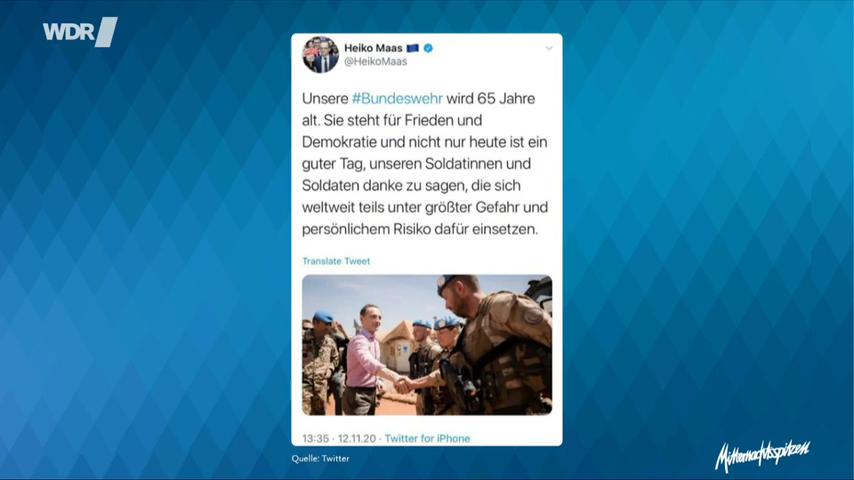 WDR
Heiko Maas
@HeikoMaas
Unsere #Bundeswehr wird 65 Jahre
alt. Sie steht für Frieden und
Demokratie und nicht nur heute ist ein
guter Tag, unseren Soldatinnen und
Soldaten danke zu sagen, die sich
weltweit teils unter größter Gefahr und
persönlichem Risiko dafür einsetzen.
Translate Tweet
13:35 · 12.11.20 · Twitter for iPhone
Quelle: Twitter
Mitternachtsspitzen